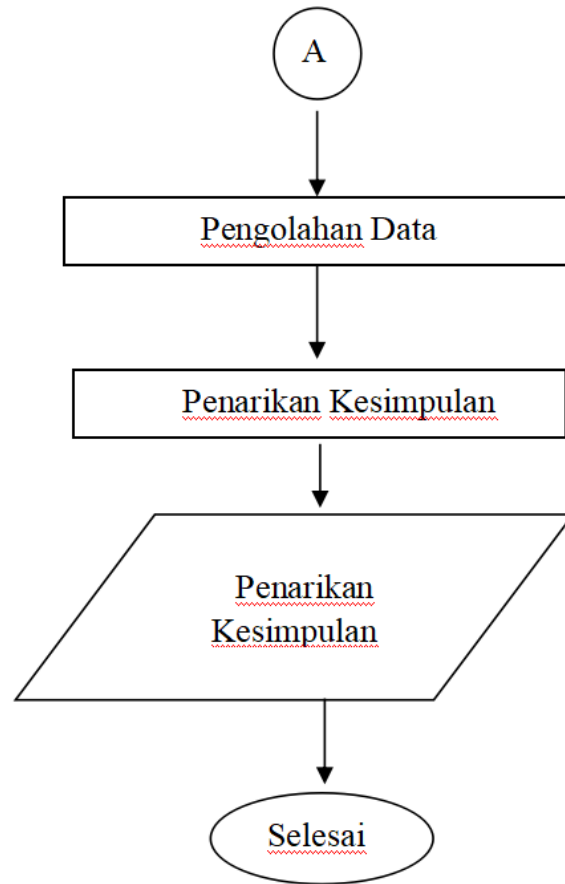 A
Pengolahan Data
Penarikan Kesimpulan
Penarikan
Kesimpulan
Selesai